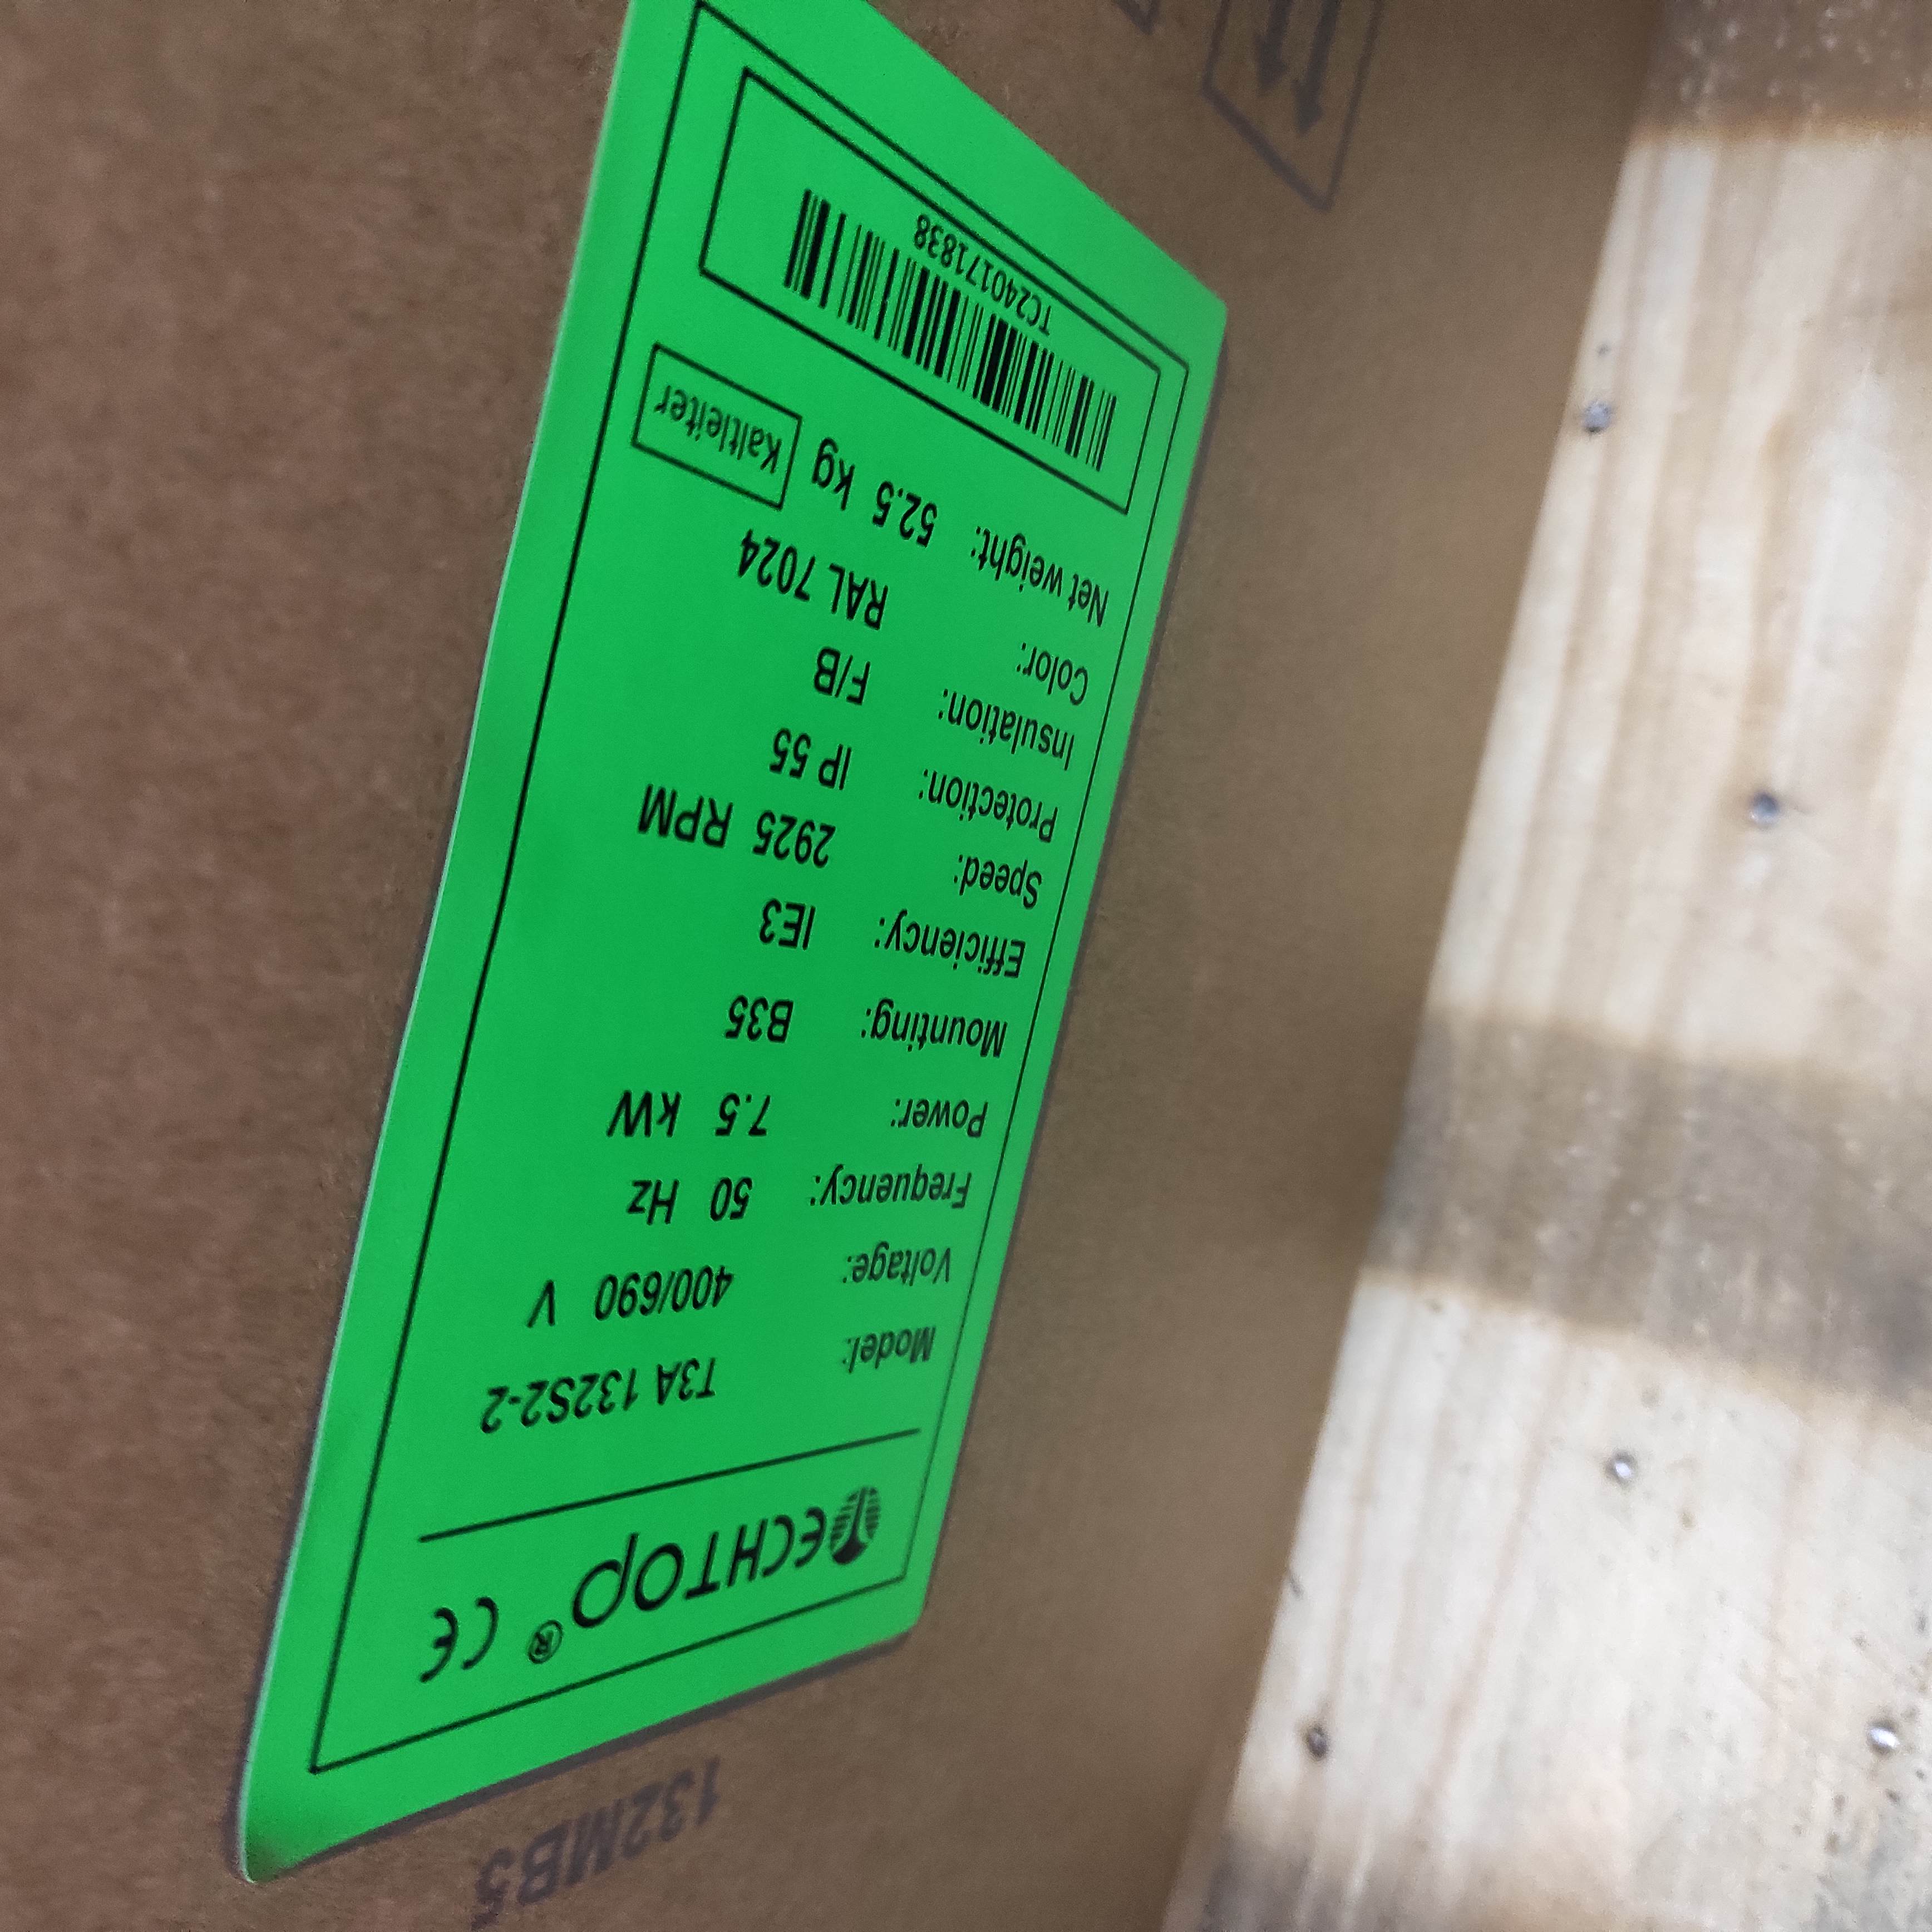 132MB5
TECHTOP® CE
Model: T3A 132S2-2
Voltage: 400/690 V
Frequency: 50 Hz
Power: 7.5 kW
Mounting: B35
Efficiency: IE3
Speed: 2925 RPM
Protection: IP 55
Insulation: F/B
Color: RAL 7024
Net weight: 52.5 kg
Kaltleiter
TC240171838